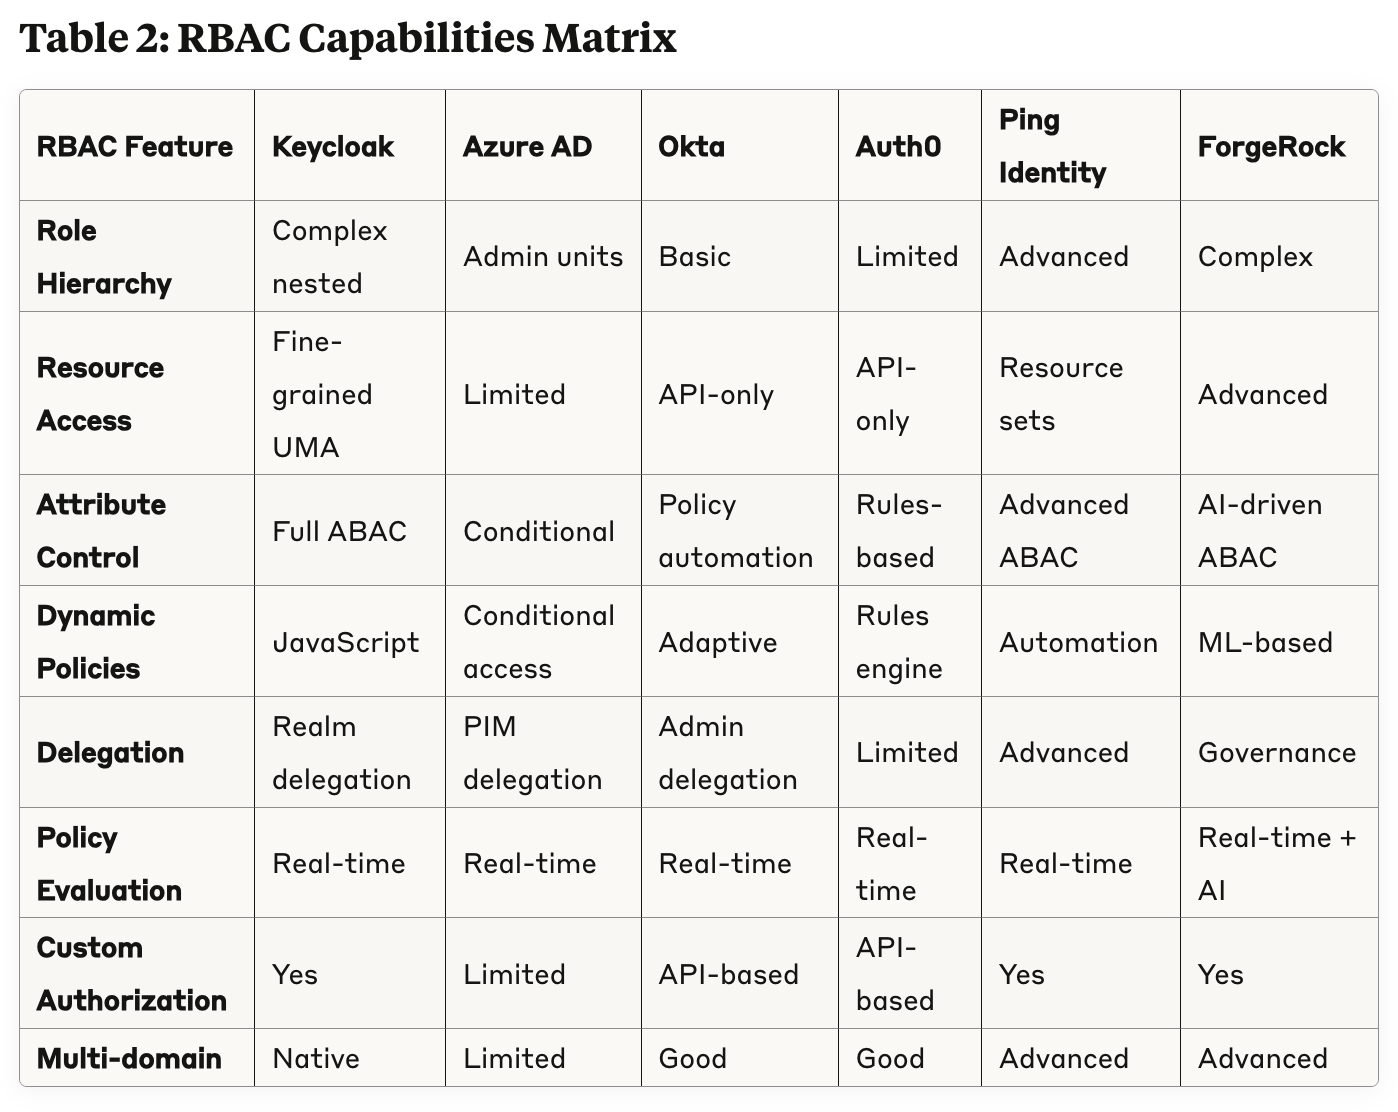 Table 2: RBAC Capabilities Matrix
RBAC Feature
Keycloak
Azure AD
Okta
Auth0
Ping
Identity
ForgeRock
Role
Hierarchy
Complex
nested
Admin units
Basic
Limited
Advanced
Complex
Resource
Access
Fine-
grained
UMA
Limited
API-only
API-
only
Resource
sets
Advanced
Attribute
Control
Full ABAC
Conditional
Policy
automation
Rules-
based
Advanced
ABAC
AI-driven
ABAC
Dynamic
Policies
JavaScript
Conditional
access
Adaptive
Rules
engine
Automation
ML-based
Delegation
Realm
delegation
PIM
delegation
Admin
delegation
Limited
Advanced
Governance
Policy
Evaluation
Real-time
Real-time
Real-time
Real-
time
Real-time
Real-time +
AI
Custom
Authorization
Yes
Limited
API-based
API-
based
Yes
Yes
Multi-domain
Native
Limited
Good
Good
Advanced
Advanced